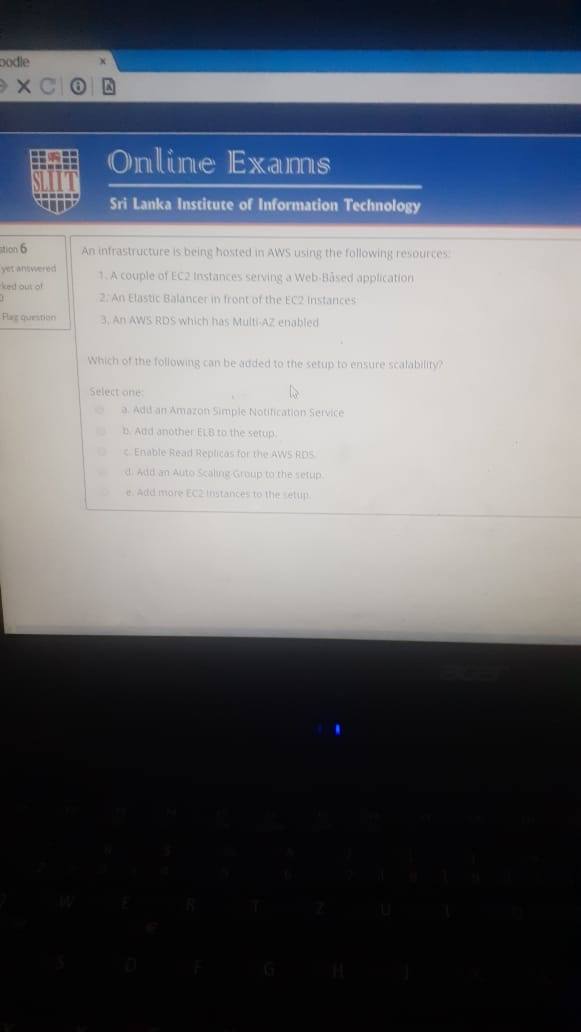 oodle x
Online Exams
SLIIT
Sri Lanka Institute of Information Technology
stion 6
yet answered
ked out of
0
Flag question
An infrastructure is being hosted in AWS using the following resources:
1. A couple of EC2 Instances serving a Web-Based application
2. An Elastic Balancer in front of the EC2 Instances
3. An AWS RDS which has Multi-AZ enabled
Which of the following can be added to the setup to ensure scalability?
Select one:
a. Add an Amazon Simple Notification Service
b. Add another ELB to the setup.
c. Enable Read Replicas for the AWS RDS.
d. Add an Auto Scaling Group to the setup.
e. Add more EC2 Instances to the setup.
acer
W E R T Z U I
S D F G H J